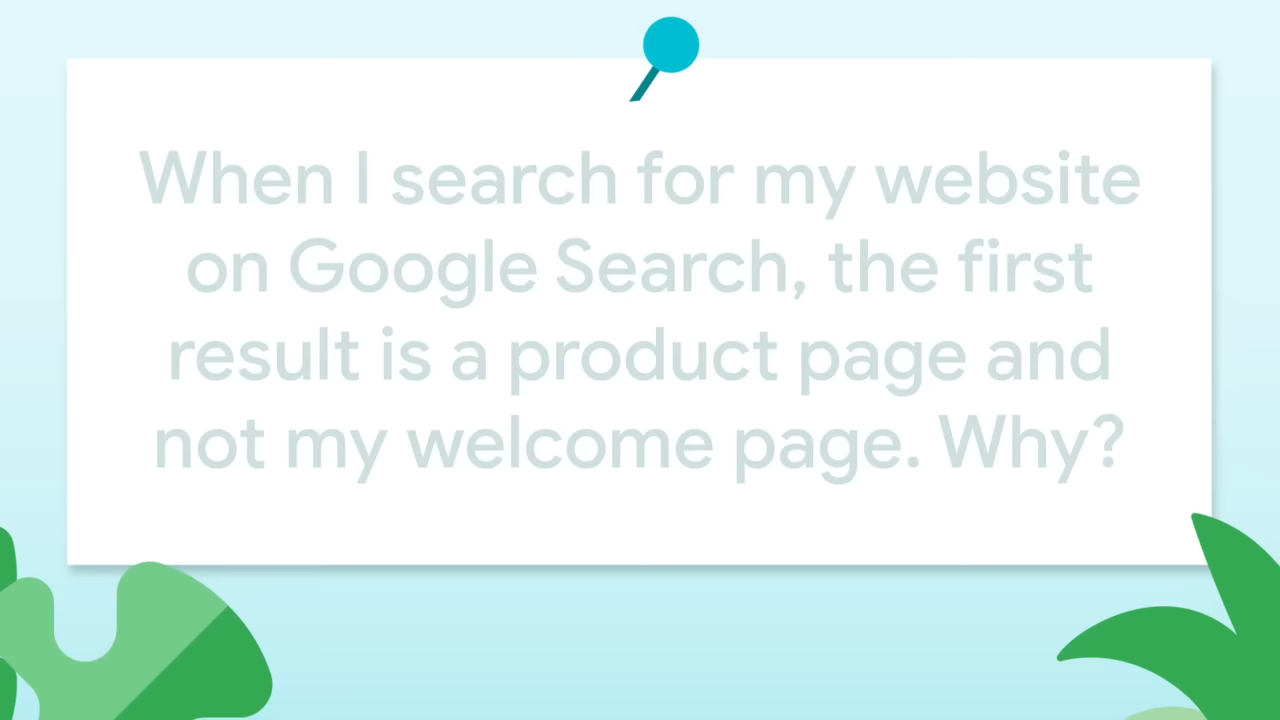 When I search for my website
on Google Search, the first
result is a product page and
not my welcome page. Why?